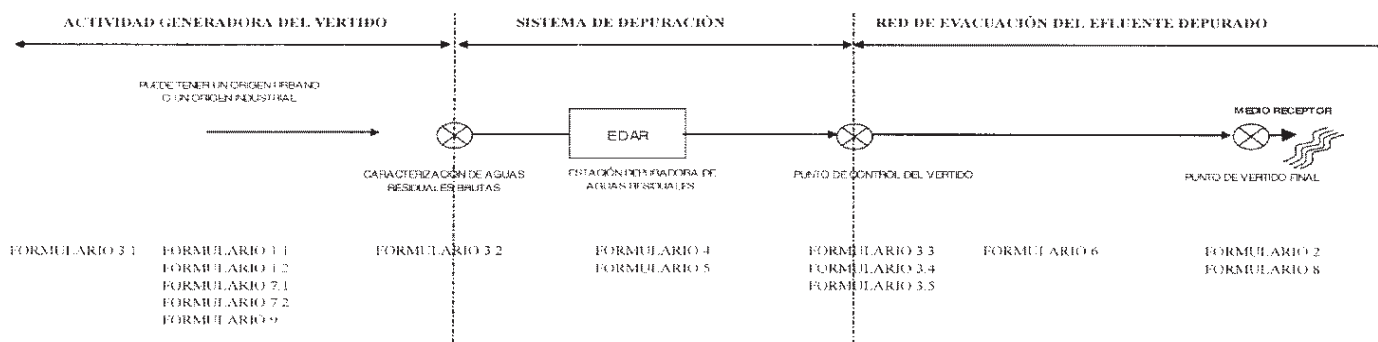 ACTIVIDAD GENERADORA DEL VERTIDO
SISTEMA DE DEPURACIÓN
RED DE EVACUACIÓN DEL EFLUENTE DEPURADO
PUEDE TENER UN ORIGEN URBANO
O UN ORIGEN INDUSTRIAL
EDAR
MEDIO RECEPTOR
CARACTERIZACIÓN DE AGUAS
RESIDUALES BRUTAS
ESTACIÓN DEPURADORA DE
AGUAS RESIDUALES
PUNTO DE CONTROL DEL VERTIDO
PUNTO DE VERTIDO FINAL
FORMULARIO 3.1
FORMULARIO 1.1
FORMULARIO 1.2
FORMULARIO 7.1
FORMULARIO 7.2
FORMULARIO 9
FORMULARIO 3.2
FORMULARIO 4
FORMULARIO 5
FORMULARIO 3.3
FORMULARIO 3.4
FORMULARIO 3.5
FORMULARIO 6
FORMULARIO 2
FORMULARIO 8